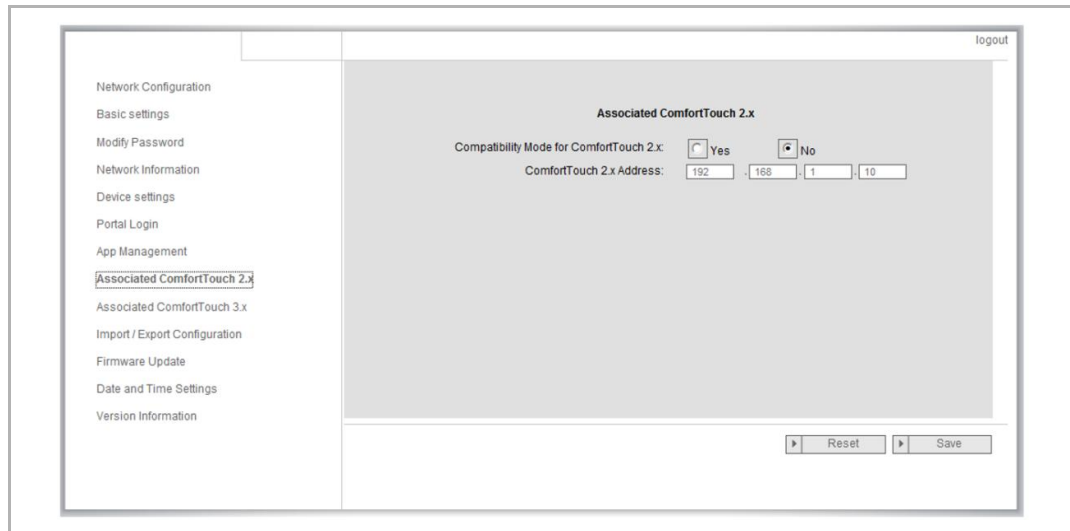 logout
Network Configuration
Basic settings
Modify Password
Network Information
Device settings
Portal Login
App Management
Associated ComfortTouch 2.x
Associated ComfortTouch 3.x
Import / Export Configuration
Firmware Update
Date and Time Settings
Version Information
Associated ComfortTouch 2.x
Compatibility Mode for ComfortTouch 2.x: Yes No
ComfortTouch 2.x Address: 192 . 168 . 1 . 10
Reset Save